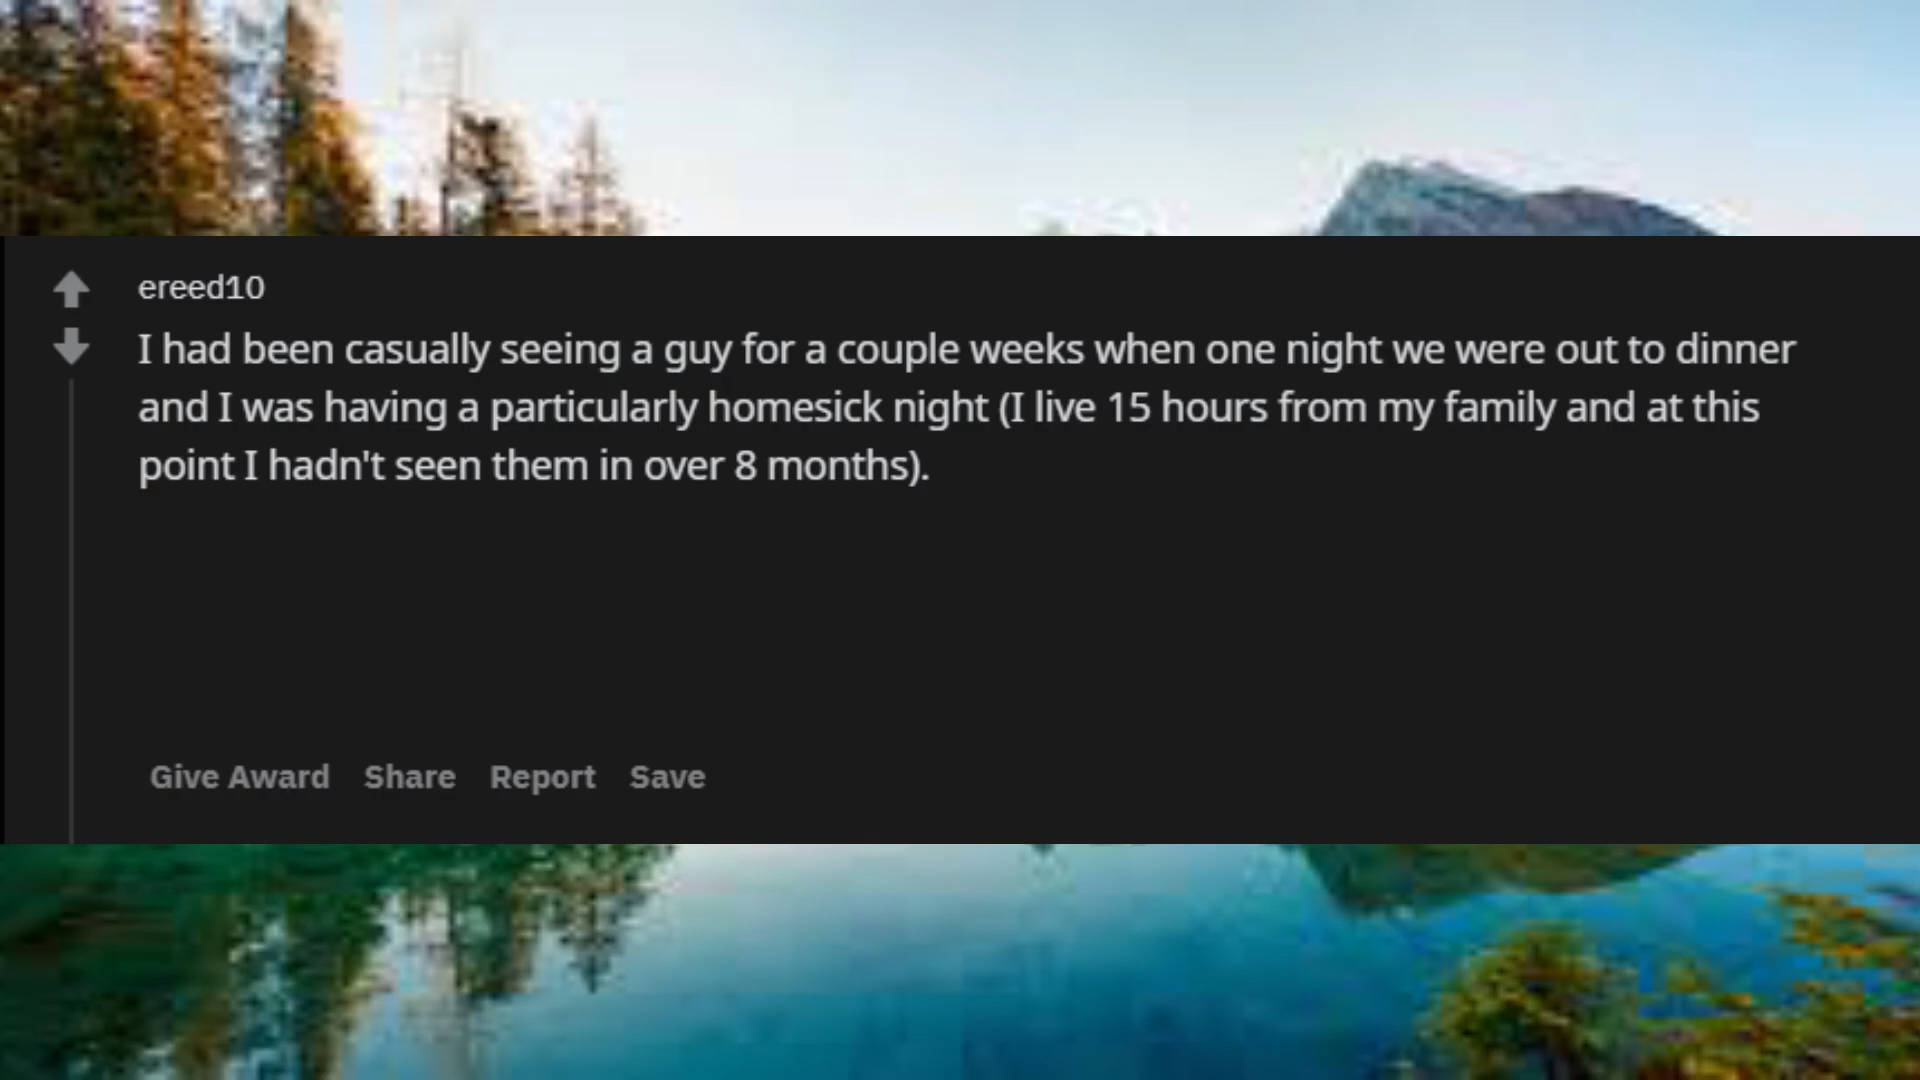 ereed10
I had been casually seeing a guy for a couple weeks when one night we were out to dinner
and I was having a particularly homesick night (I live 15 hours from my family and at this
point I hadn't seen them in over 8 months).
Give Award Share Report Save